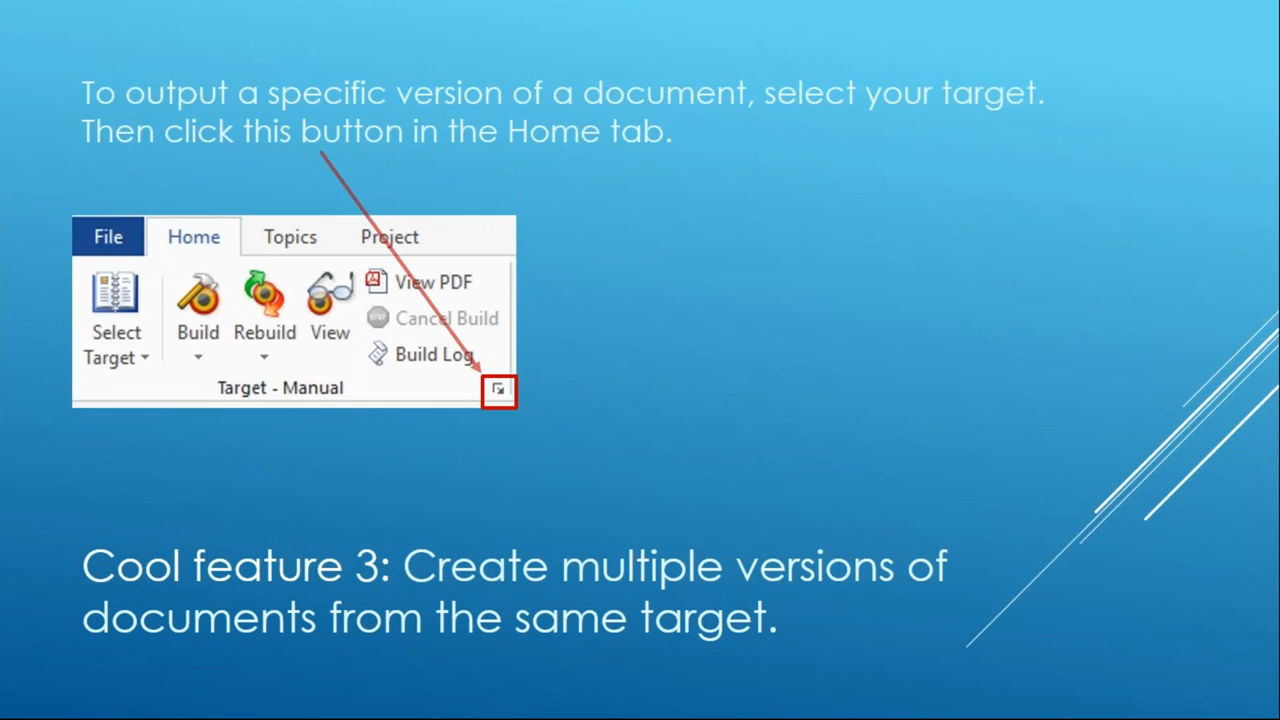 To output a specific version of a document, select your target.
Then click this button in the Home tab.
File Home Topics Project
Select Target
Build
Rebuild
View
View PDF
Cancel Build
Build Log
Target - Manual
Cool feature 3: Create multiple versions of
documents from the same target.